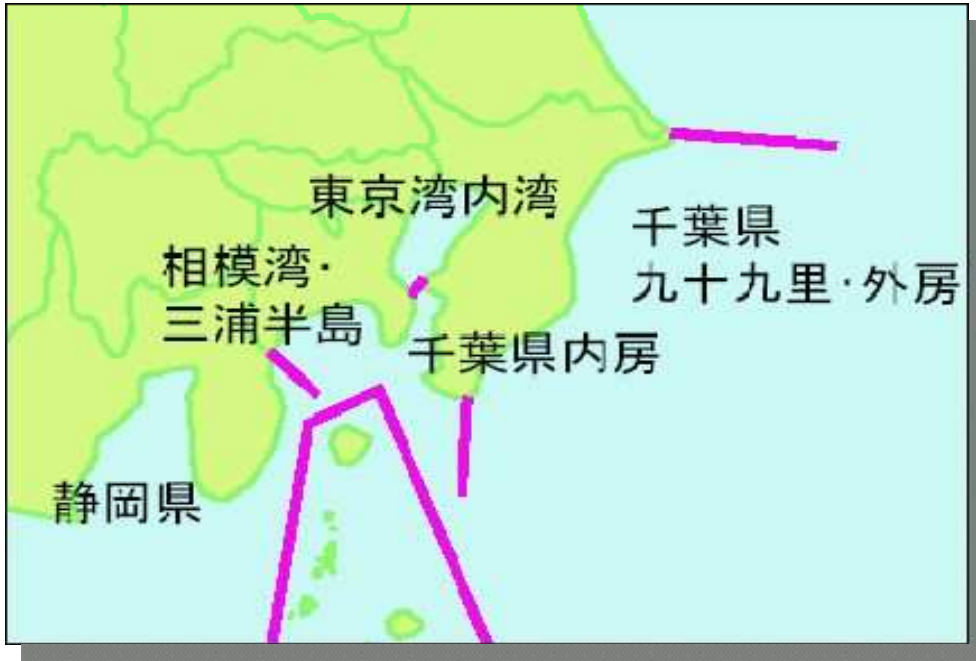 東京湾内湾
相模湾・
三浦半島
千葉県
九十九里・外房
千葉県内房
静岡県